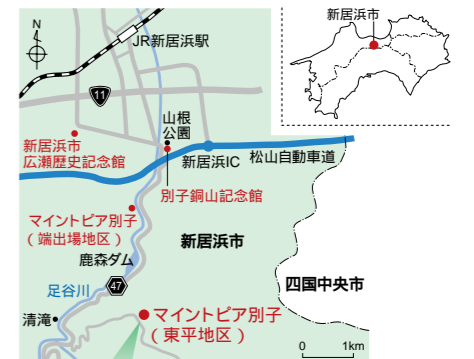 N
JR新居浜駅
新居浜市
11
山根
公園
新居浜市
広瀬歴史記念館
新居浜IC
松山自動車道
別子銅山記念館
マイントピア別子
(端出場地区)
新居浜市
鹿森ダム
足谷川
47
四国中央市
清滝
マイントピア別子
(東平地区)
0 1km